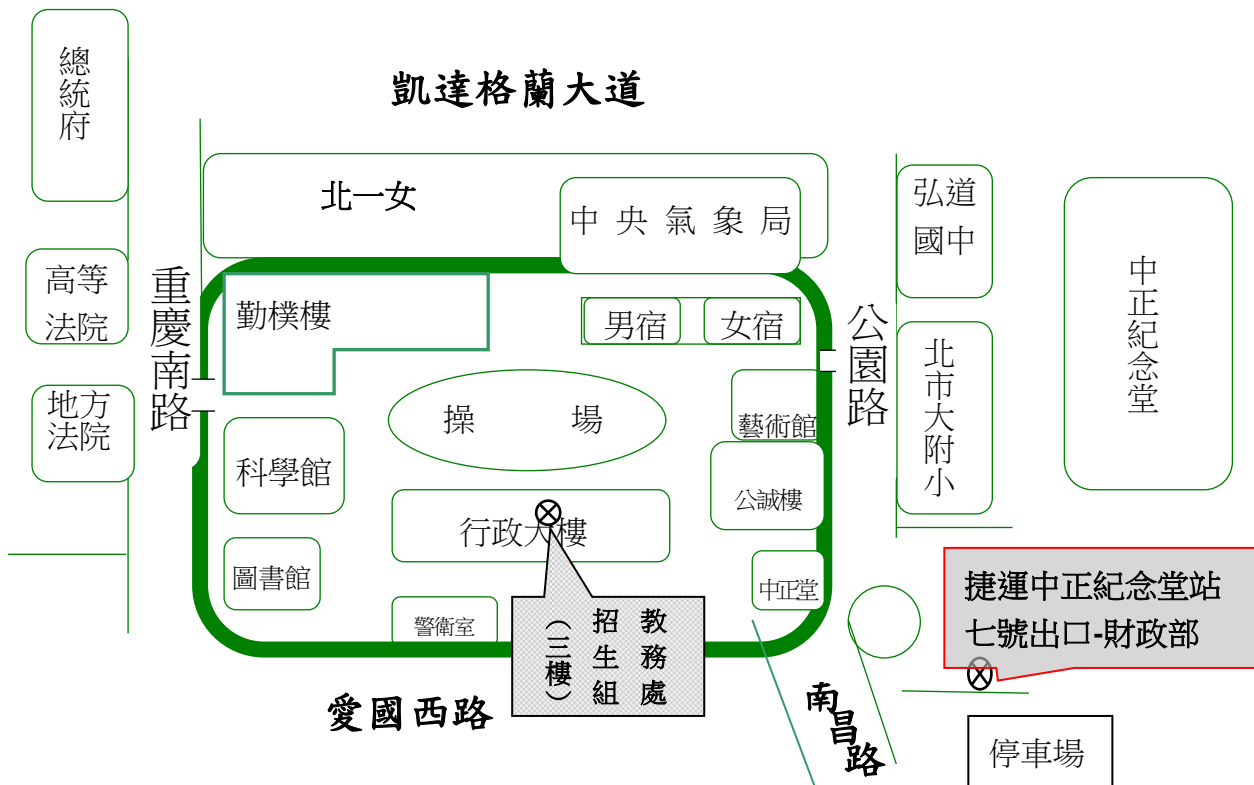 總統府
凱達格蘭大道
北一女
中央氣象局
弘道
國中
中正紀念堂
高等
法院
重慶南路
勤樸樓
男宿
女宿
公園路
北市大附小
地方
法院
操場
藝術館
科學館
公誠樓
行政大樓
圖書館
中正堂
警衛室
教務處
招生組
（三樓）
捷運中正紀念堂站
七號出口-財政部
愛國西路
南昌路
停車場